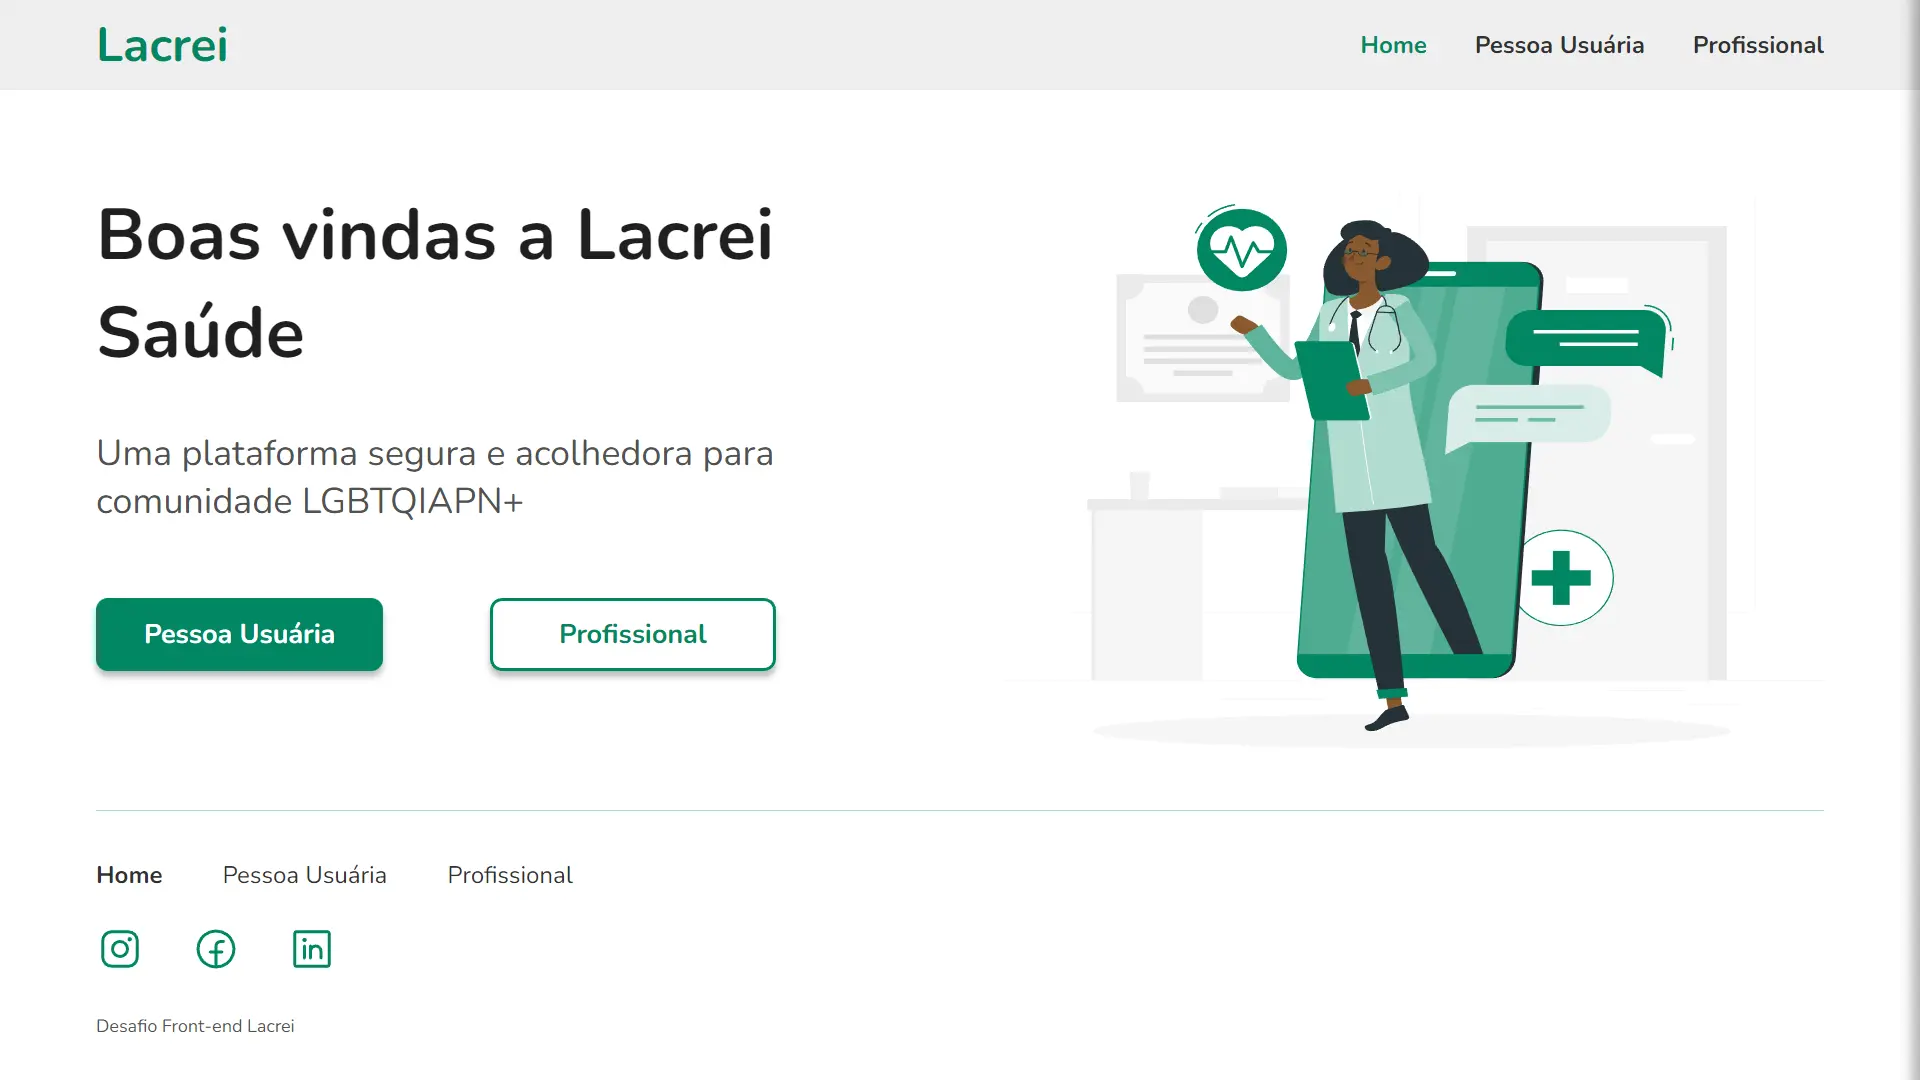 Lacrei
Home Pessoa Usuária Profissional
Boas vindas a Lacrei
Saúde
Uma plataforma segura e acolhedora para
comunidade LGBTQIAPN+
Pessoa Usuária Profissional
Home Pessoa Usuária Profissional
in
Desafio Front-end Lacrei